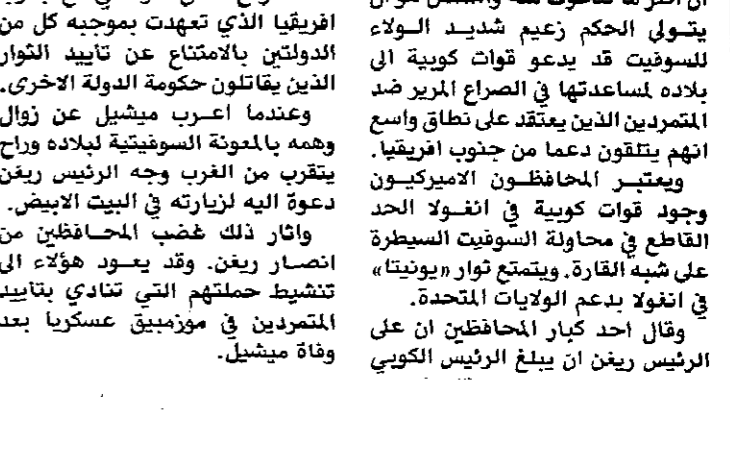 يتولى الحكم زعيم شديد الولاء
للسوفيت قد يدعو قوات كوبية الى
بلاده لمساعدتها في الصراع المرير ضد
المتمردين الذين يعتقد على نطاق واسع
انهم يتلقون دعما من جنوب افريقيا.
ويعتبر المحافظون الاميركيون
وجود قوات كوبية في انغولا الحد
القاطع في محاولة السوفيت السيطرة
على شبه القارة. ويتمتع ثوار «يونيتا»
في انغولا بدعم الولايات المتحدة.
وقال احد كبار المحافظين ان على
الرئيس ريغن ان يبلغ الرئيس الكوبي
افريقيا الذي تعهدت بموجبه كل من
الدولتين بالامتناع عن تأييد الثوار
الذين يقاتلون حكومة الدولة الاخرى.
وعندما اعرب ميشيل عن زوال
وهمه بالمعونة السوفيتية لبلاده وراح
يتقرب من الغرب وجه الرئيس ريغن
دعوة اليه لزيارته في البيت الابيض.
واثار ذلك غضب المحافظين من
انصار ريغن. وقد يعود هؤلاء الى
تنشيط حملتهم التي تنادي بتاييد
المتمردين في موزمبيق عسكريا بعد
وفاة ميشيل.